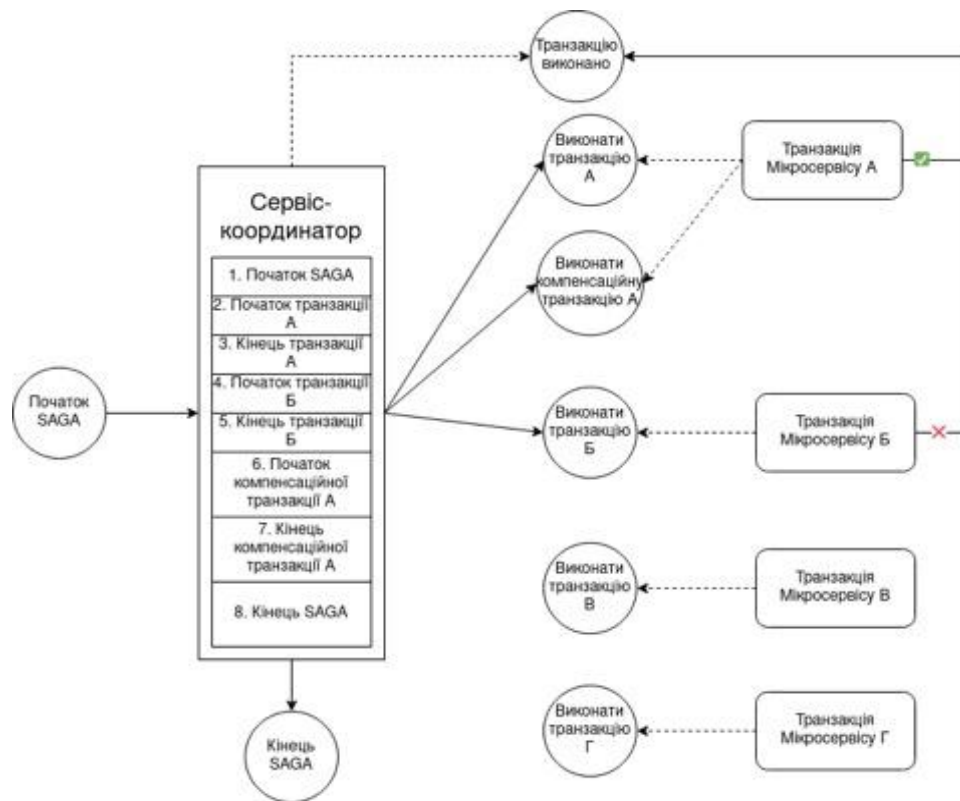 Транзакцію
виконано
Виконати
транзакцію
А
Транзакція
Мікросервісу А
Сервіс-
координатор
1. Початок SAGA
2. Початок транзакції
А
3. Кінець транзакції
А
4. Початок транзакції
Б
5. Кінець транзакції
Б
6. Початок
компенсаційної
транзакції А
7. Кінець
компенсаційної
транзакції А
8. Кінець SAGA
Виконати
компенсаційну
транзакцію А
Початок
SAGA
Виконати
транзакцію
Б
Транзакція
Мікросервісу Б
Виконати
транзакцію
В
Транзакція
Мікросервісу В
Виконати
транзакцію
Г
Транзакція
Мікросервісу Г
Кінець
SAGA